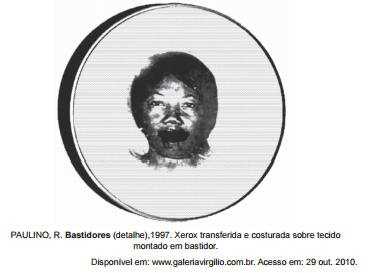 PAULINO, R. Bastidores (detalhe),1997. Xerox transferida e costurada sobre tecido
montado em bastidor.
Disponível em: www.galeriavirgilio.com.br. Acesso em: 29 out. 2010.